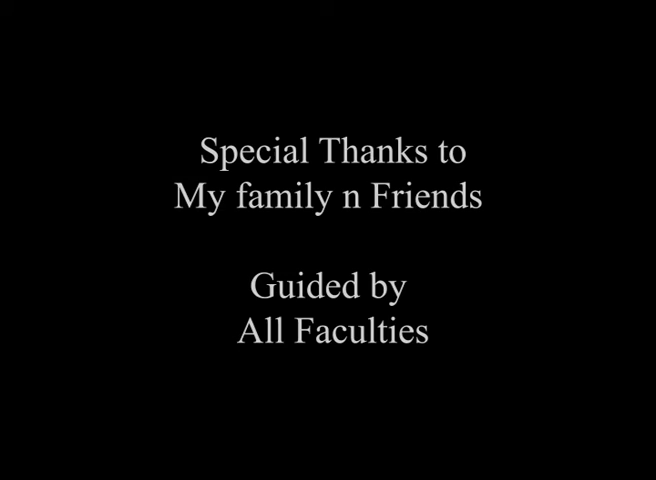 Special Thanks to
My family n Friends
Guided by
All Faculties